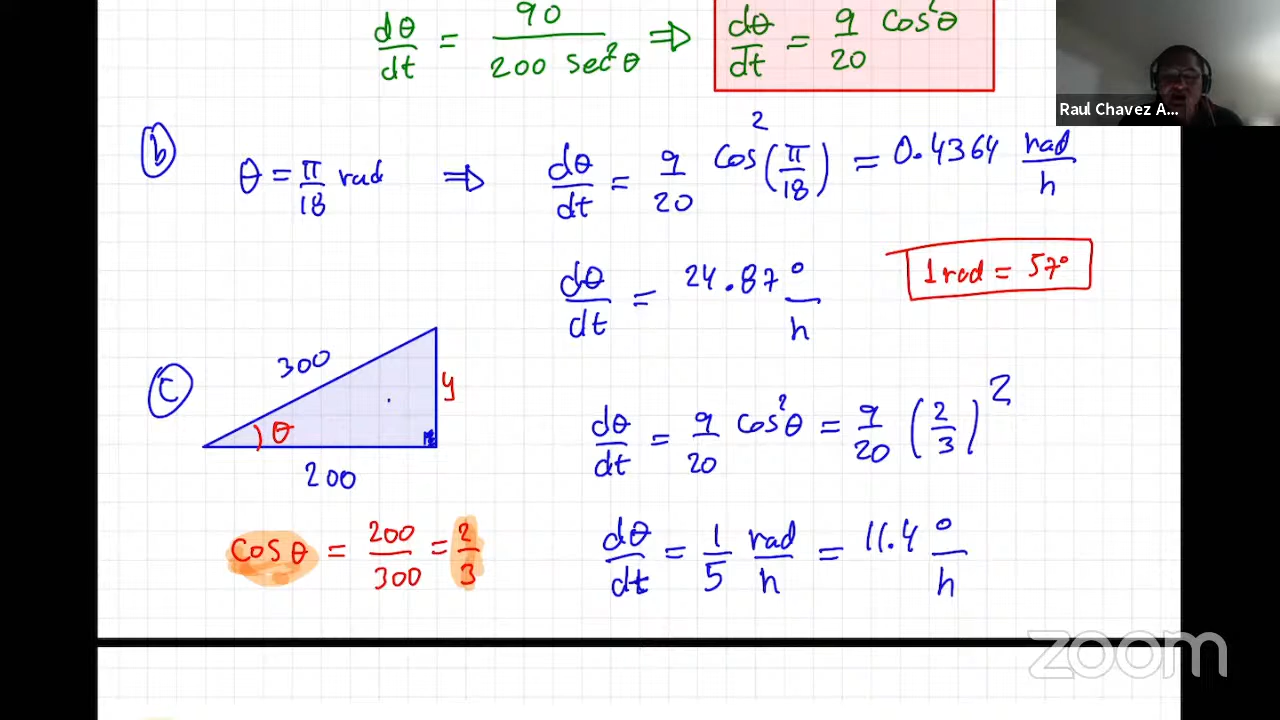 dθ/dt = 90/(200 sec²θ) ⇒ dθ/dt = 9/20 cos²θ
Raul Chavez A...
b
θ = π/18 rad ⇒ dθ/dt = 9/20 cos²(π/18) = 0.4364 rad/h
dθ/dt = 24.87 °/h
1 rad = 57°
c
300
y
θ
200
dθ/dt = 9/20 cos²θ = 9/20 (2/3)²
cos θ = 200/300 = 2/3
dθ/dt = 1/5 rad/h = 11.4 °/h
zoom